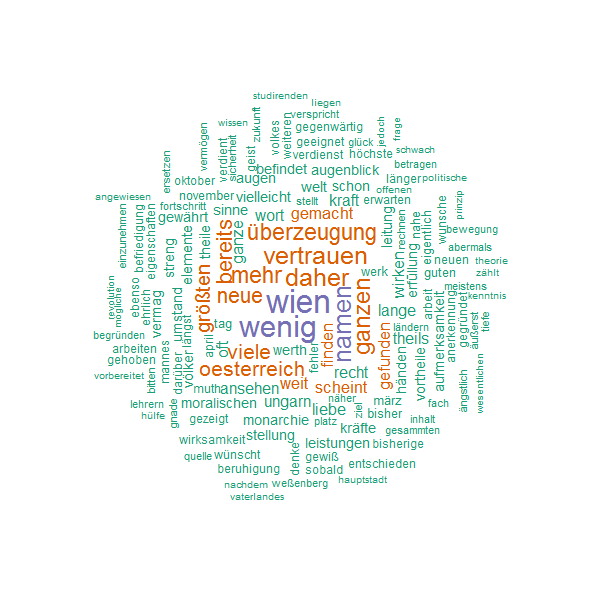 studirenden
liegen
verspricht
zukunft
wissen
volkes
weiteren
gegenwärtig
jedoch
frage
vermögen
verdient
sicherheit
geist
geeignet
glück
verdienst
höchste
schwach
ersetzen
befindet
augenblick
betragen
oktober
augen
welt
schon
länger
politische
angewiesen
november
vielleicht
stellt
kraft
offenen
erwarten
prinzip
einzunehmen
befriedigung
eigenschaften
fortschritt
gewährt
sinne
wort
gemacht
leitung
rechnen
nahe
eigentlich
wunsche
bewegung
streng
elemente
theile
bereits
ganze
überzeugung
abermals
vertrauen
werk
wirken
erfüllung
neuen
theorie
guten
zählt
revolution
mögliche
ebenso
ehrlich
vermag
umstand
größten
mehr
daher
ganzen
meistens
kenntnis
neue
wien
namen
lange
arbeit
aufmerksamkeit
anerkennung
gegründet
äußerst
tiefe
begründen
längst
april
tag
wenig
ländern
arbeiten
oft
viele
werth
fehler
finden
gefunden
theils
gehoben
mannes
völker
vorbereitet
bitten
darüber
oesterreich
recht
händen
vortheile
ängstlich
wesentlichen
muth
ansehen
weit
scheint
lehrern
gnade
moralischen
ungarn
liebe
näher
ziel
märz
fach
hülfe
gezeigt
monarchie
platz
bisher
inhalt
kräfte
gesammten
wirksamkeit
stellung
leistungen
bisherige
quelle
wünscht
denke
gewiß
beruhigung
sobald
entschieden
nachdem
weßenberg
hauptstadt
vaterlandes